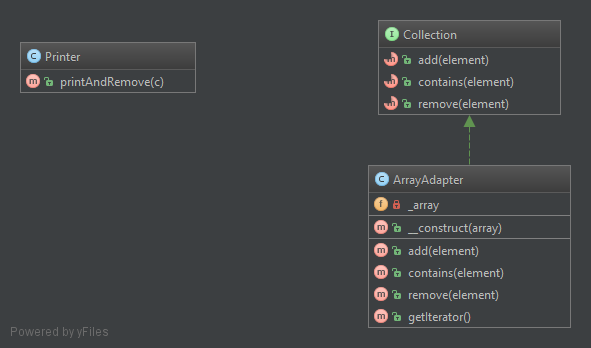 C Printer
m printAndRemove(c)
I Collection
m add(element)
m contains(element)
m remove(element)
C ArrayAdapter
f _array
m __construct(array)
m add(element)
m contains(element)
m remove(element)
m getIterator()
Powered by yFiles